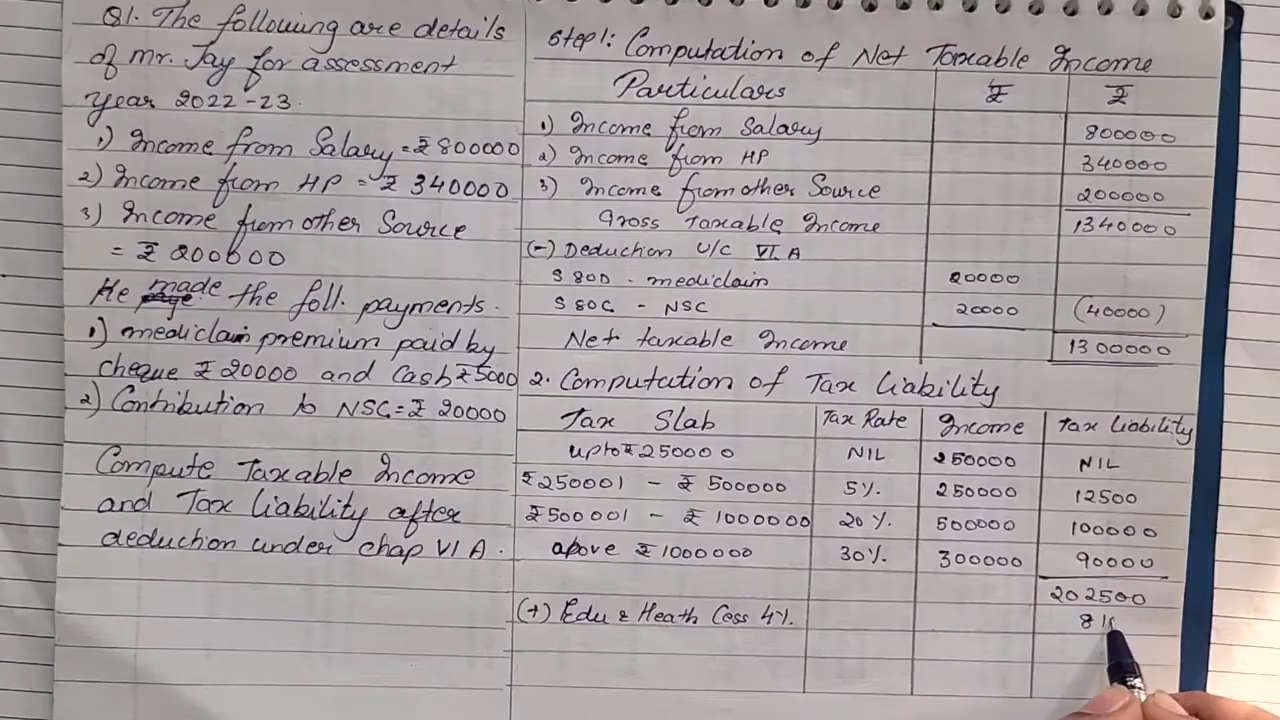 Q1. The following are details
of Mr. Jay for assessment
year 2022-23.
1) Income from Salary = ₹ 800000
2) Income from HP = ₹ 340000
3) Income from other Source
= ₹ 200000
He made the foll. payments.
1) mediclaim premium paid by
cheque ₹ 20000 and Cash ₹ 5000
2) Contribution to NSC = ₹ 20000
Compute Taxable Income
and Tax Liability after
deduction under chap VI A.
Step 1: Computation of Net Taxable Income
Particulars ₹ ₹
1) Income from Salary 800000
2) Income from HP 340000
3) Income from other Source 200000
Gross Taxable Income 1340000
(-) Deduction U/C VI.A
S 80D - mediclaim 20000
S 80C - NSC 20000 (40000)
Net taxable Income 1300000
2. Computation of Tax Liability
Tax Slab Tax Rate Income Tax Liability
upto ₹ 250000 NIL 250000 NIL
₹ 250001 - ₹ 500000 5% 250000 12500
₹ 500001 - ₹ 1000000 20% 500000 100000
above ₹ 1000000 30% 300000 90000
202500
(+) Edu & Heath Cess 4% 81